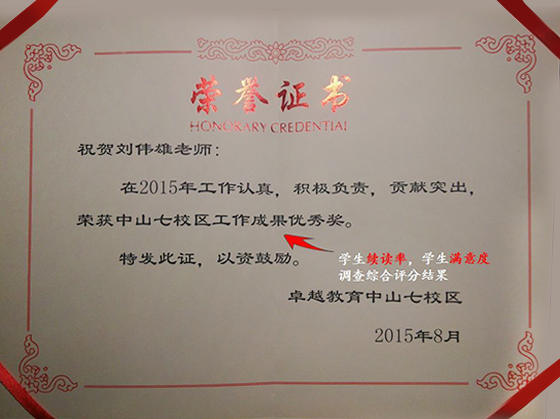 荣誉证书
HONORARY CREDENTIAL
祝贺刘伟雄老师：
在2015年工作认真，积极负责，贡献突出，
荣获中山七校区工作成果优秀奖。
特发此证，以资鼓励。
学生续读率，学生满意度
调查综合评分结果
卓越教育中山七校区
2015年8月